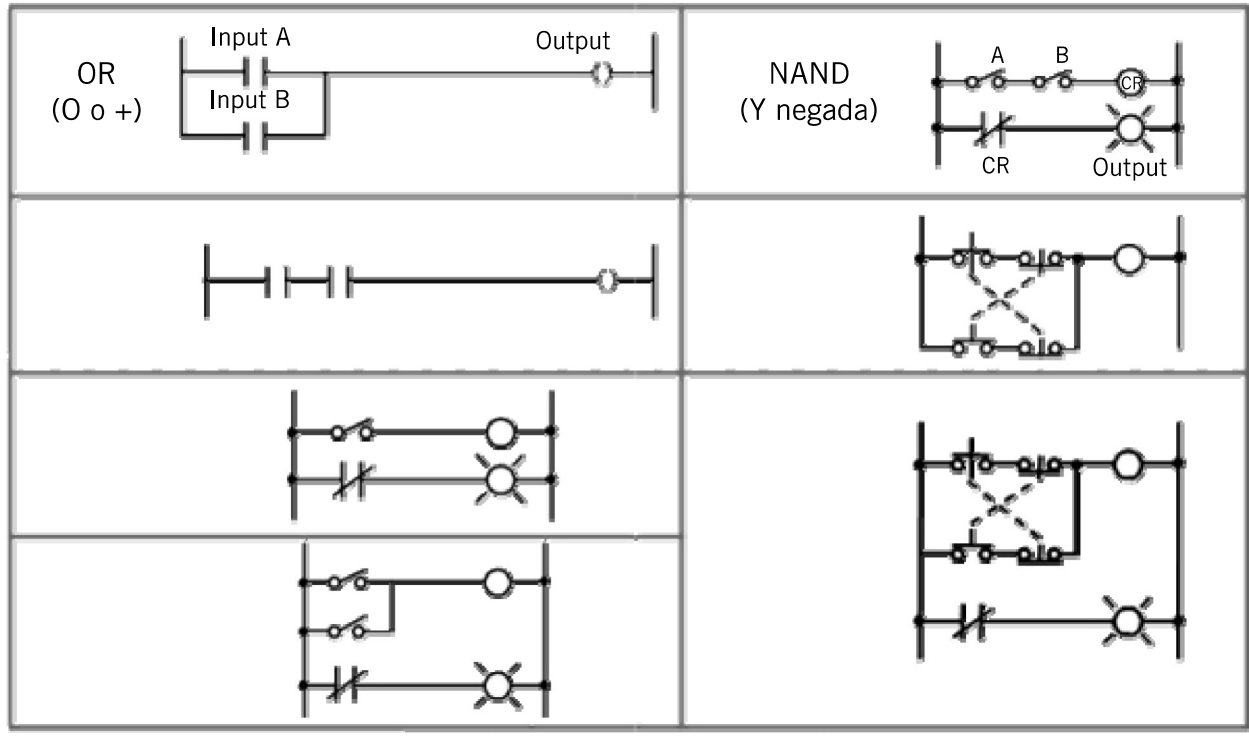 OR
(O o +)
Input A
Output
Input B
NAND
(Y negada)
A B
CR
CR
Output